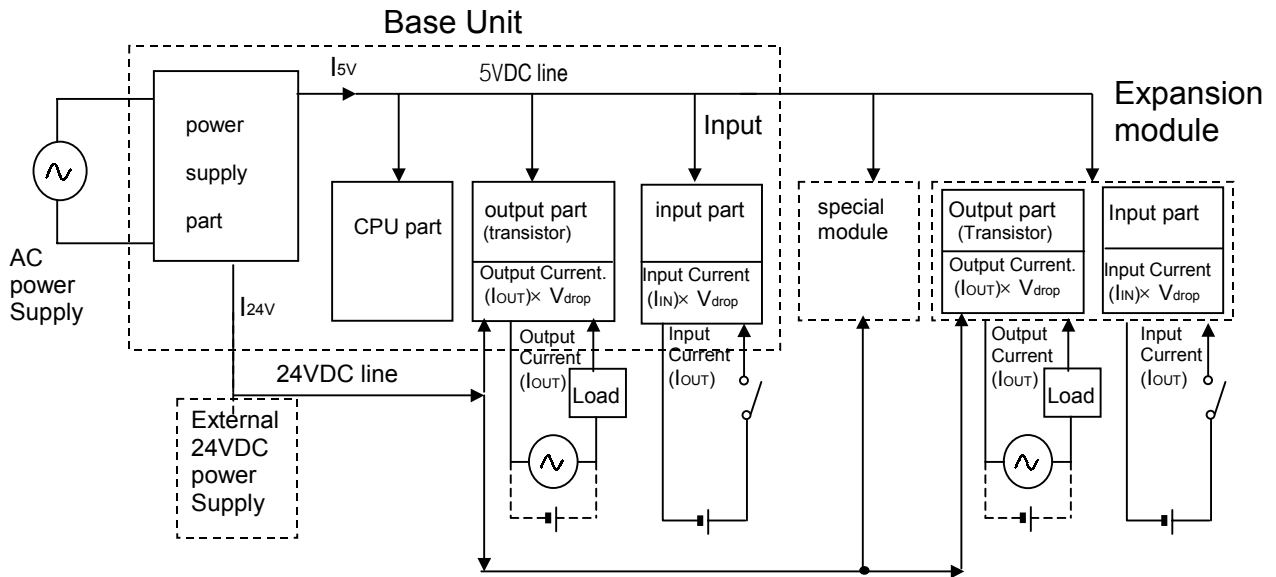 Base Unit
I5V
5VDC line
Expansion
module
Input
power
supply
part
CPU part
output part
(transistor)
Output Current.
(IOUT)× Vdrop
input part
Input Current
(IIN)× Vdrop
special
module
Output part
(Transistor)
Output Current.
(IOUT)× Vdrop
Input part
Input Current
(IIN)× Vdrop
AC
power
Supply
I24V
24VDC line
Output
Current
(IOUT)
Load
Input
Current
(IOUT)
Output
Current
(IOUT)
Load
Input
Current
(IOUT)
External
24VDC
power
Supply